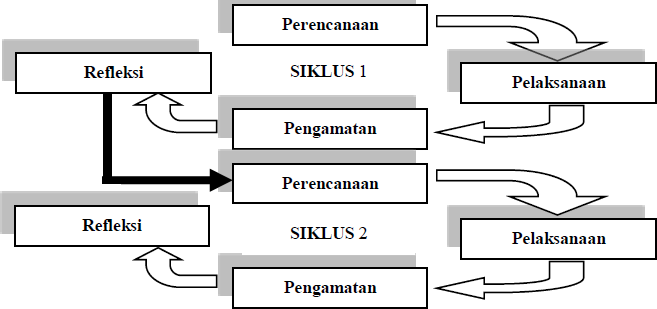 Perencanaan
Refleksi
SIKLUS 1
Pelaksanaan
Pengamatan
Perencanaan
Refleksi
SIKLUS 2
Pelaksanaan
Pengamatan